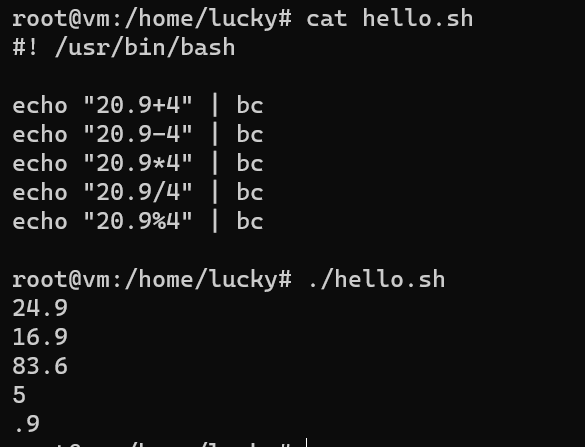 root@vm:/home/lucky# cat hello.sh
#! /usr/bin/bash
echo "20.9+4" | bc
echo "20.9-4" | bc
echo "20.9*4" | bc
echo "20.9/4" | bc
echo "20.9%4" | bc
root@vm:/home/lucky# ./hello.sh
24.9
16.9
83.6
5
.9